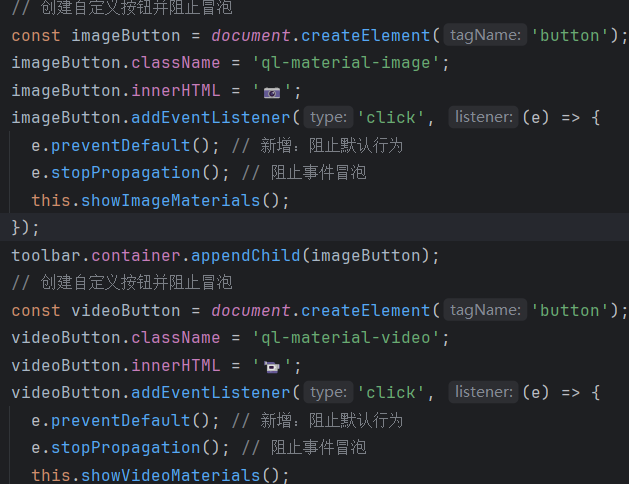 // 创建自定义按钮并阻止冒泡
const imageButton = document.createElement( tagName: 'button');
imageButton.className = 'ql-material-image';
imageButton.innerHTML = '📷';
imageButton.addEventListener( type: 'click', listener: (e) => {
  e.preventDefault(); // 新增：阻止默认行为
  e.stopPropagation(); // 阻止事件冒泡
  this.showImageMaterials();
});
toolbar.container.appendChild(imageButton);
// 创建自定义按钮并阻止冒泡
const videoButton = document.createElement( tagName: 'button');
videoButton.className = 'ql-material-video';
videoButton.innerHTML = '📹';
videoButton.addEventListener( type: 'click', listener: (e) => {
  e.preventDefault(); // 新增：阻止默认行为
  e.stopPropagation(); // 阻止事件冒泡
  this.showVideoMaterials();